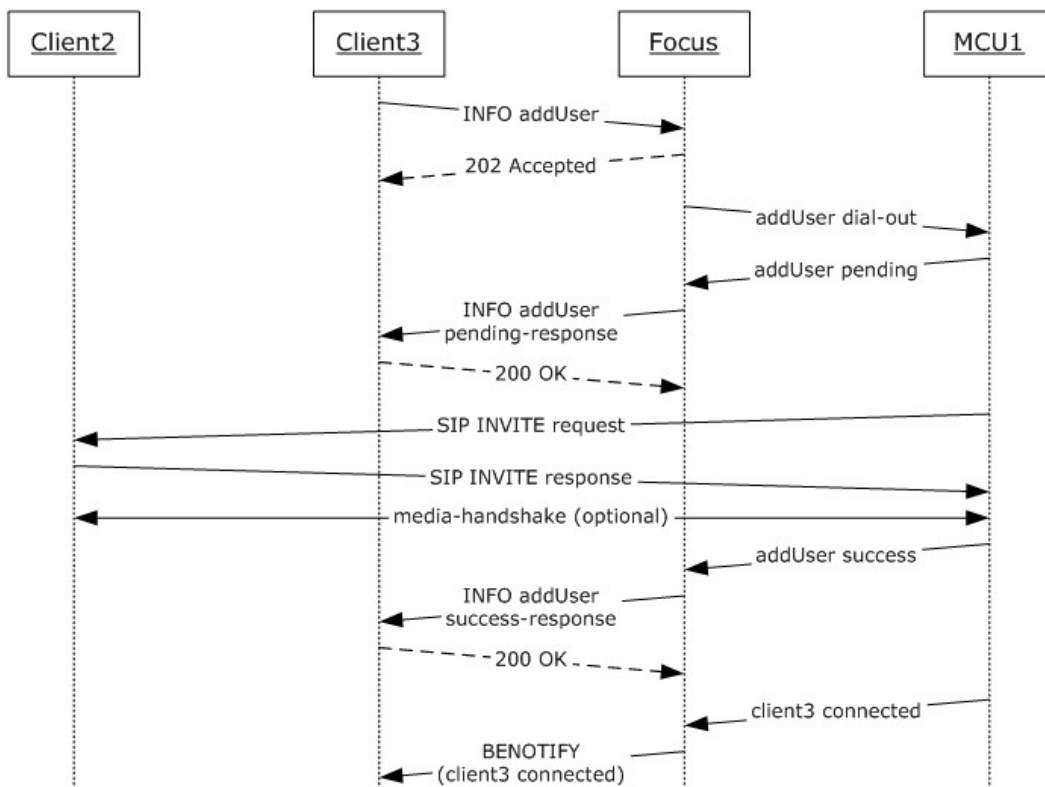 Client2
Client3
Focus
MCU1
INFO addUser
202 Accepted
addUser dial-out
addUser pending
INFO addUser
pending-response
200 OK
SIP INVITE request
SIP INVITE response
media-handshake (optional)
addUser success
INFO addUser
success-response
200 OK
client3 connected
BENOTIFY
(client3 connected)